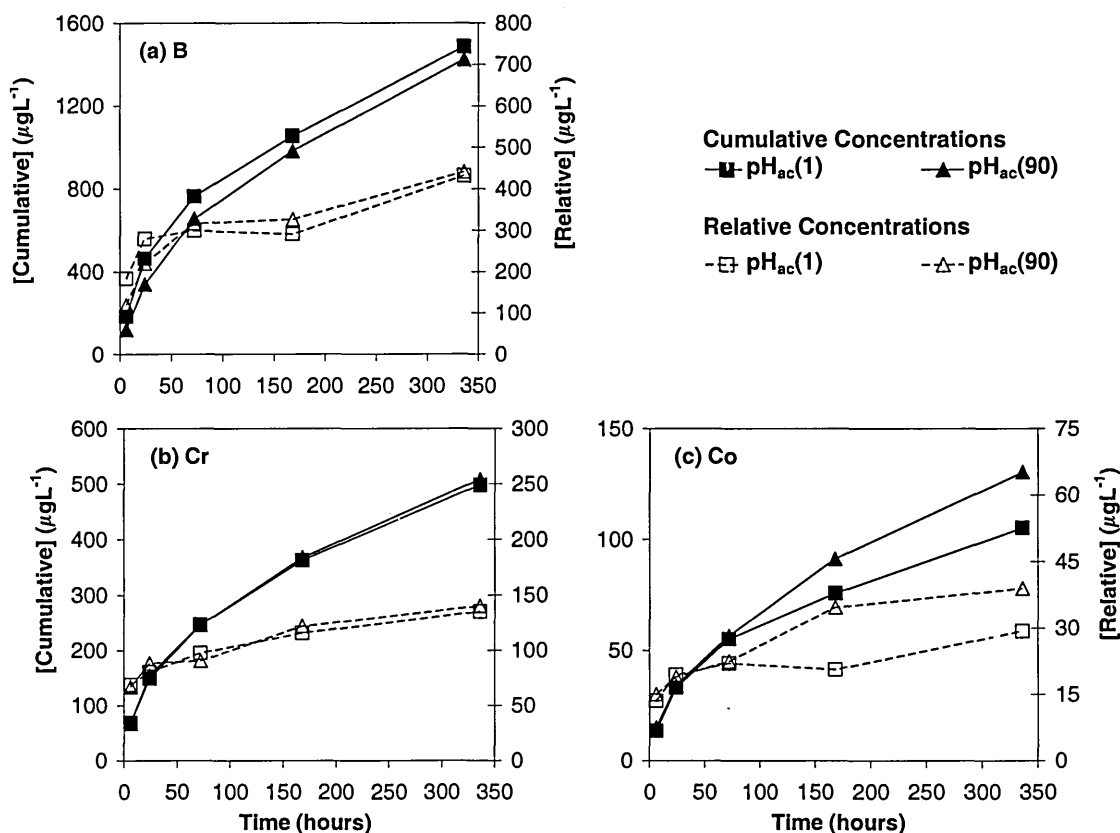 (a) B
[Cumulative] (µgL⁻¹)
1600
1200
800
400
0
800
700
600
500
400
300
200
100
0
[Relative] (µgL⁻¹)
0 50 100 150 200 250 300 350
Cumulative Concentrations
pHac(1) pHac(90)
Relative Concentrations
pHac(1) pHac(90)
(b) Cr
[Cumulative] (µgL⁻¹)
600
500
400
300
200
100
0
300
250
200
150
100
50
0
0 50 100 150 200 250 300 350
Time (hours)
(c) Co
150
100
50
0
75
60
45
30
15
0
[Relative] (µgL⁻¹)
0 50 100 150 200 250 300 350
Time (hours)